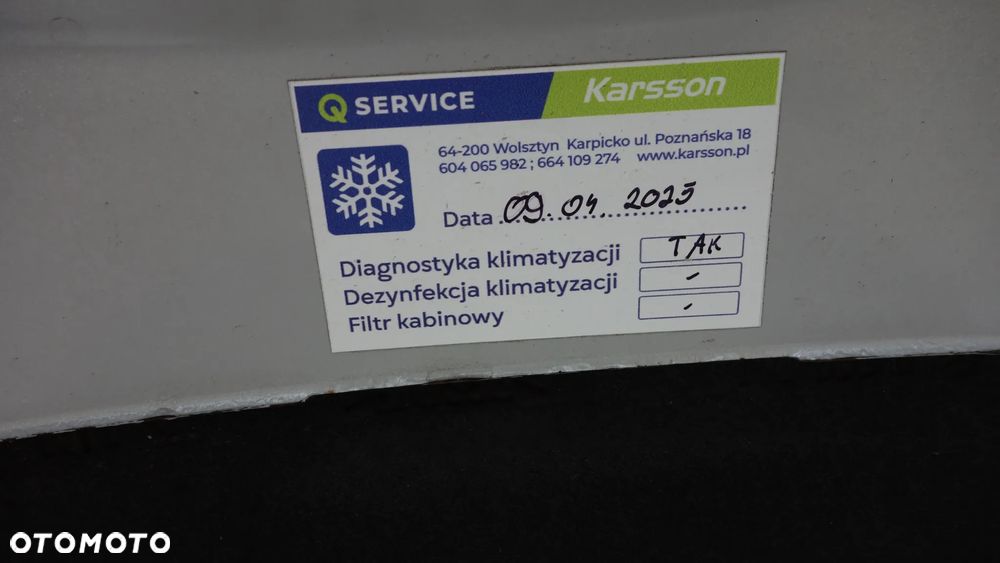 Q SERVICE Karsson
64-200 Wolsztyn Karpicko ul. Poznańska 18
604 065 982 ; 664 109 274 www.karsson.pl
Data 09.04.2025
Diagnostyka klimatyzacji TAK
Dezynfekcja klimatyzacji -
Filtr kabinowy -
OTOMOTO